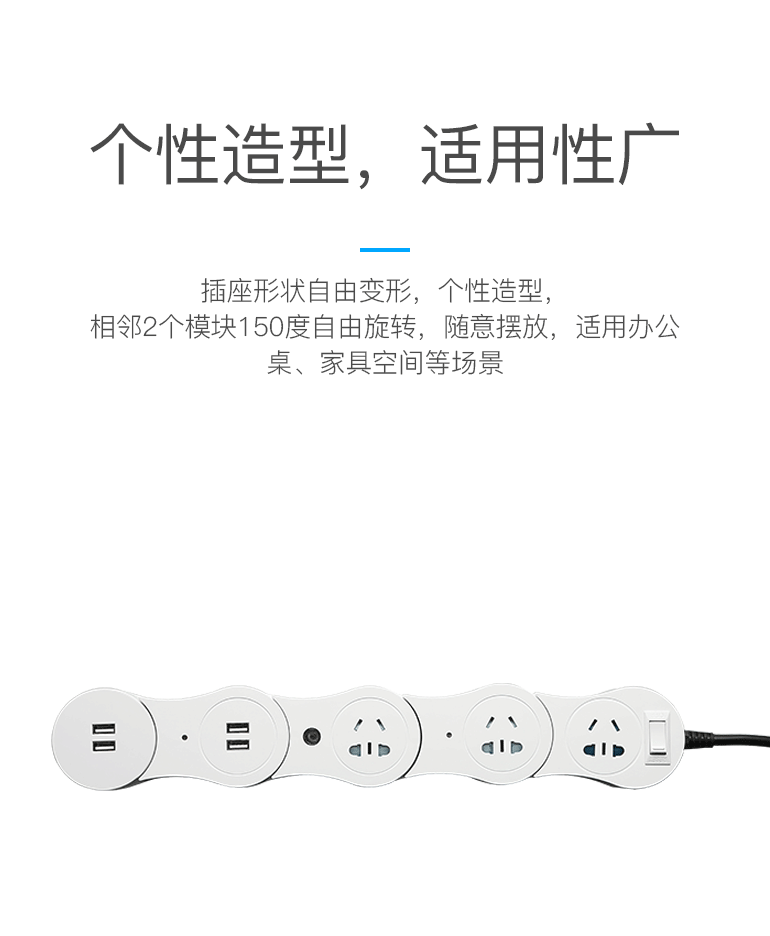 个性造型，适用性广
插座形状自由变形，个性造型，
相邻2个模块150度自由旋转，随意摆放，适用办公
桌、家具空间等场景